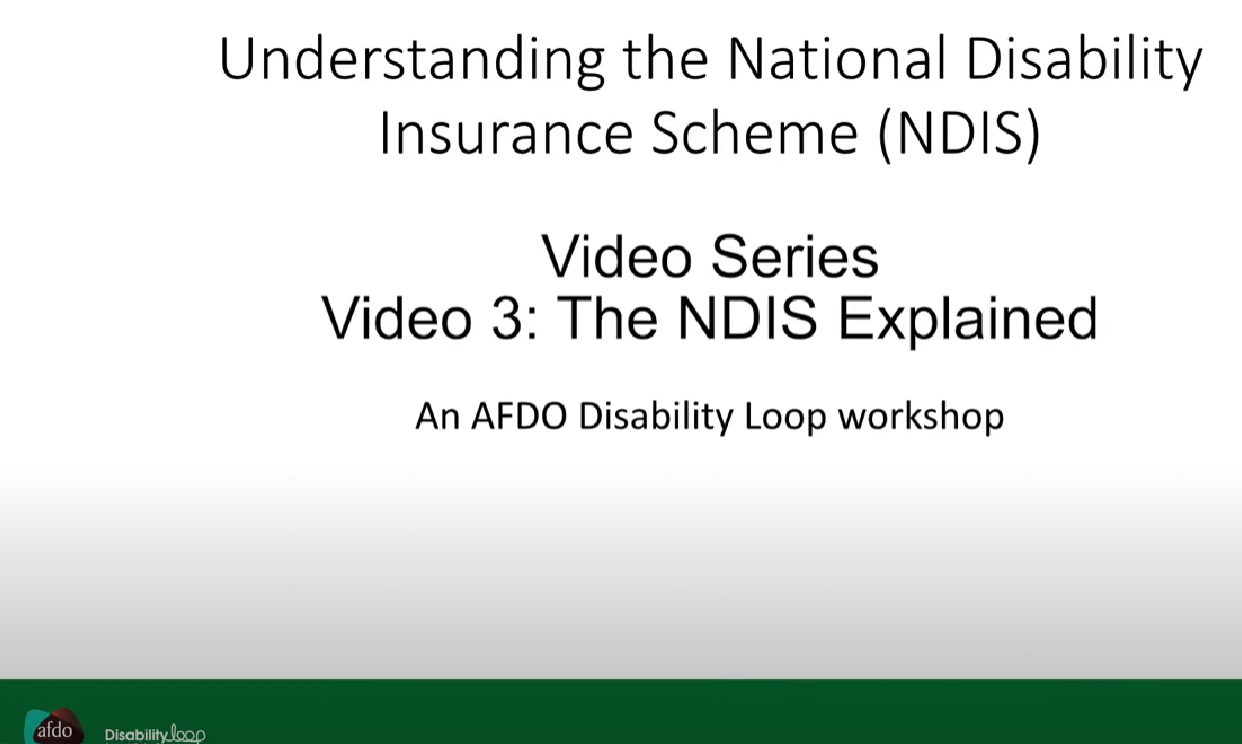 Understanding the National Disability
Insurance Scheme (NDIS)
Video Series
Video 3: The NDIS Explained
An AFDO Disability Loop workshop
afdo
Disability loop